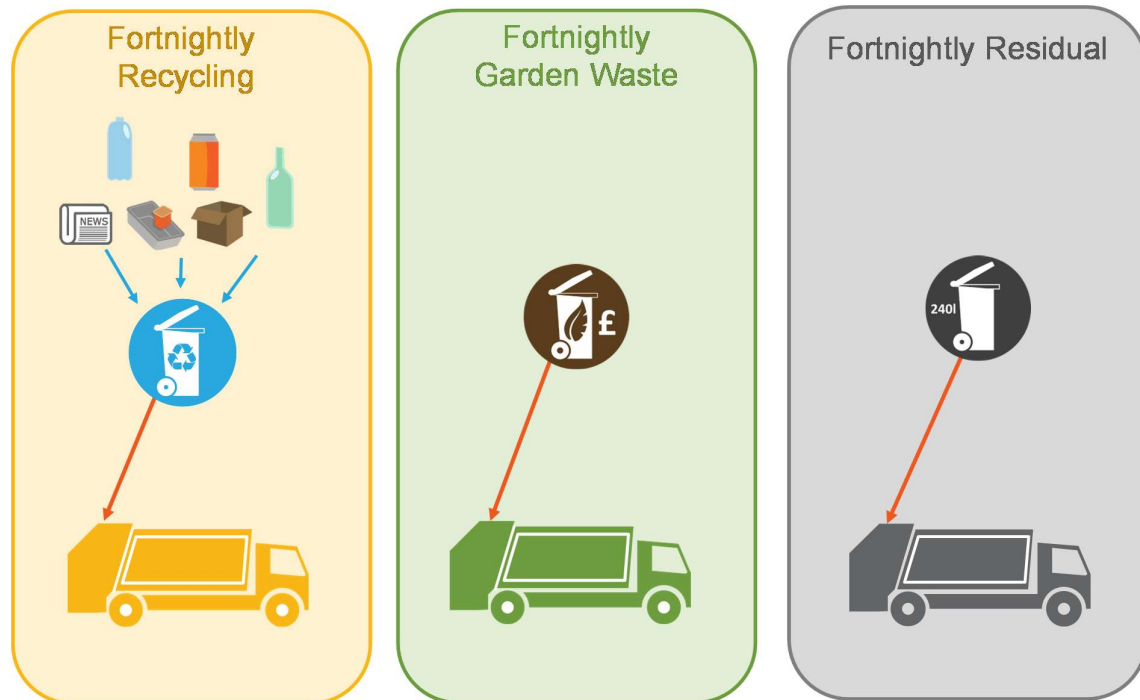 Fortnightly
Recycling
NEWS
Fortnightly
Garden Waste
£
Fortnightly Residual
240l